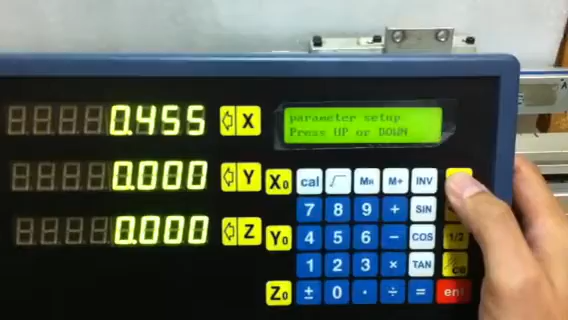 0.455 X
parameter setup
Press UP or DOWN
0.000 Y X₀ cal √ M+ INV
7 8 9 + SIN
0.000 Z Y₀ 4 5 6 − COS 1/2
1 2 3 × TAN CE
Z₀ ± 0 · ÷ = ent